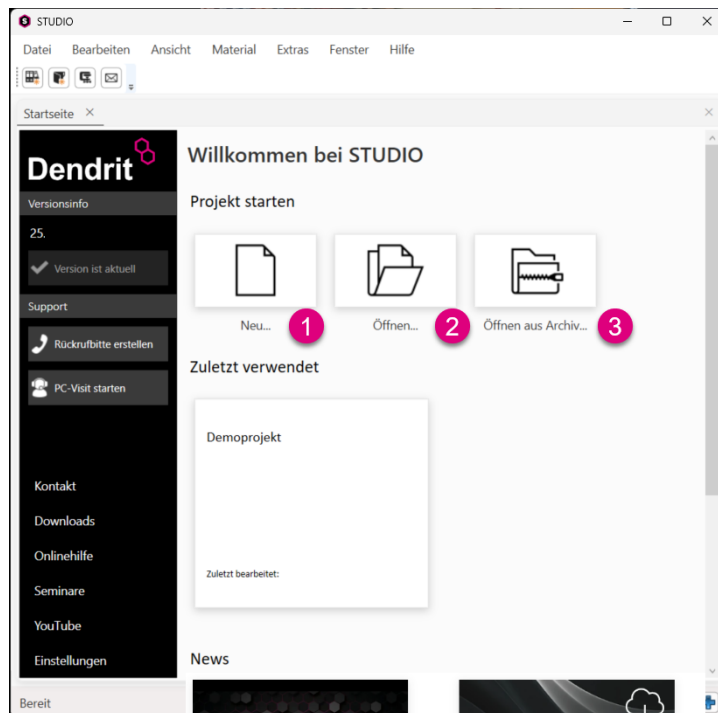 STUDIO
Datei Bearbeiten Ansicht Material Extras Fenster Hilfe
Startseite
Dendrit
Versionsinfo
25.
Version ist aktuell
Support
Rückrufbitte erstellen
PC-Visit starten
Kontakt
Downloads
Onlinehilfe
Seminare
YouTube
Einstellungen
Willkommen bei STUDIO
Projekt starten
Neu... 1 Öffnen... 2 Öffnen aus Archiv... 3
Zuletzt verwendet
Demoprojekt
Zuletzt bearbeitet:
News
Bereit